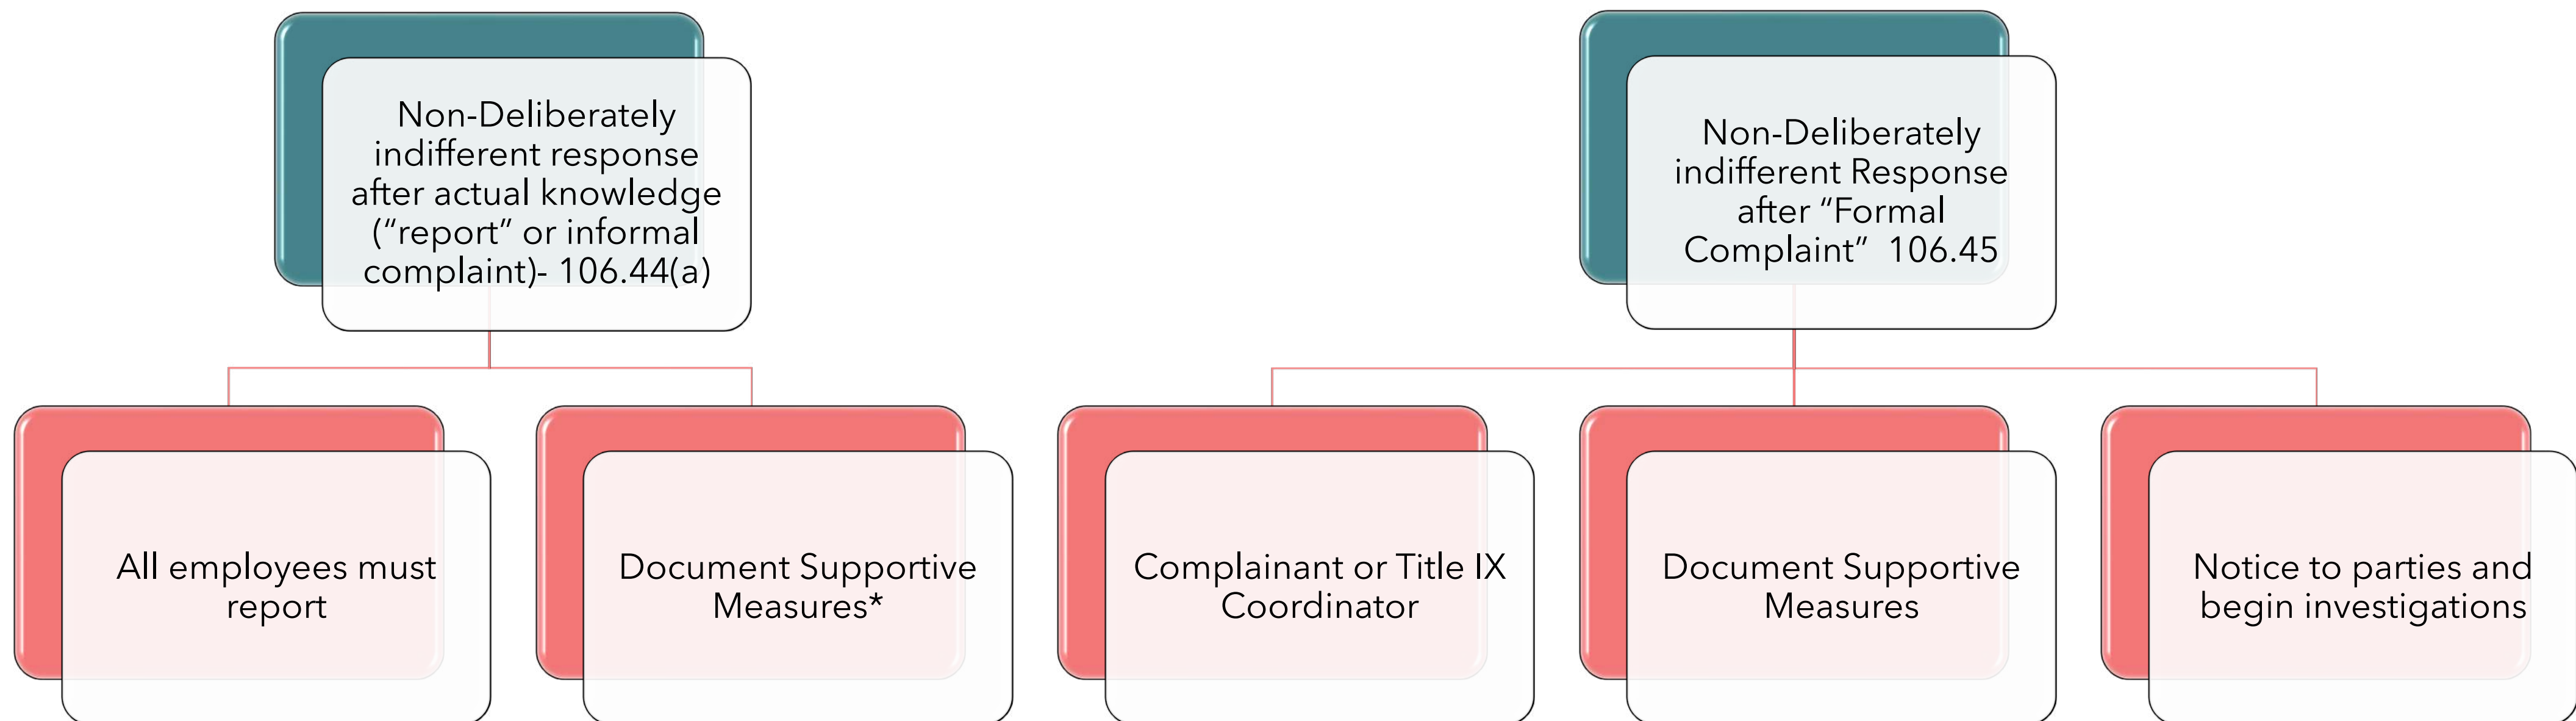 Non-Deliberately
indifferent response
after actual knowledge
(“report” or informal
complaint)- 106.44(a)
Non-Deliberately
indifferent Response
after “Formal
Complaint”  106.45
All employees must
report
Document Supportive
Measures*
Complainant or Title IX
Coordinator
Document Supportive
Measures
Notice to parties and
begin investigations